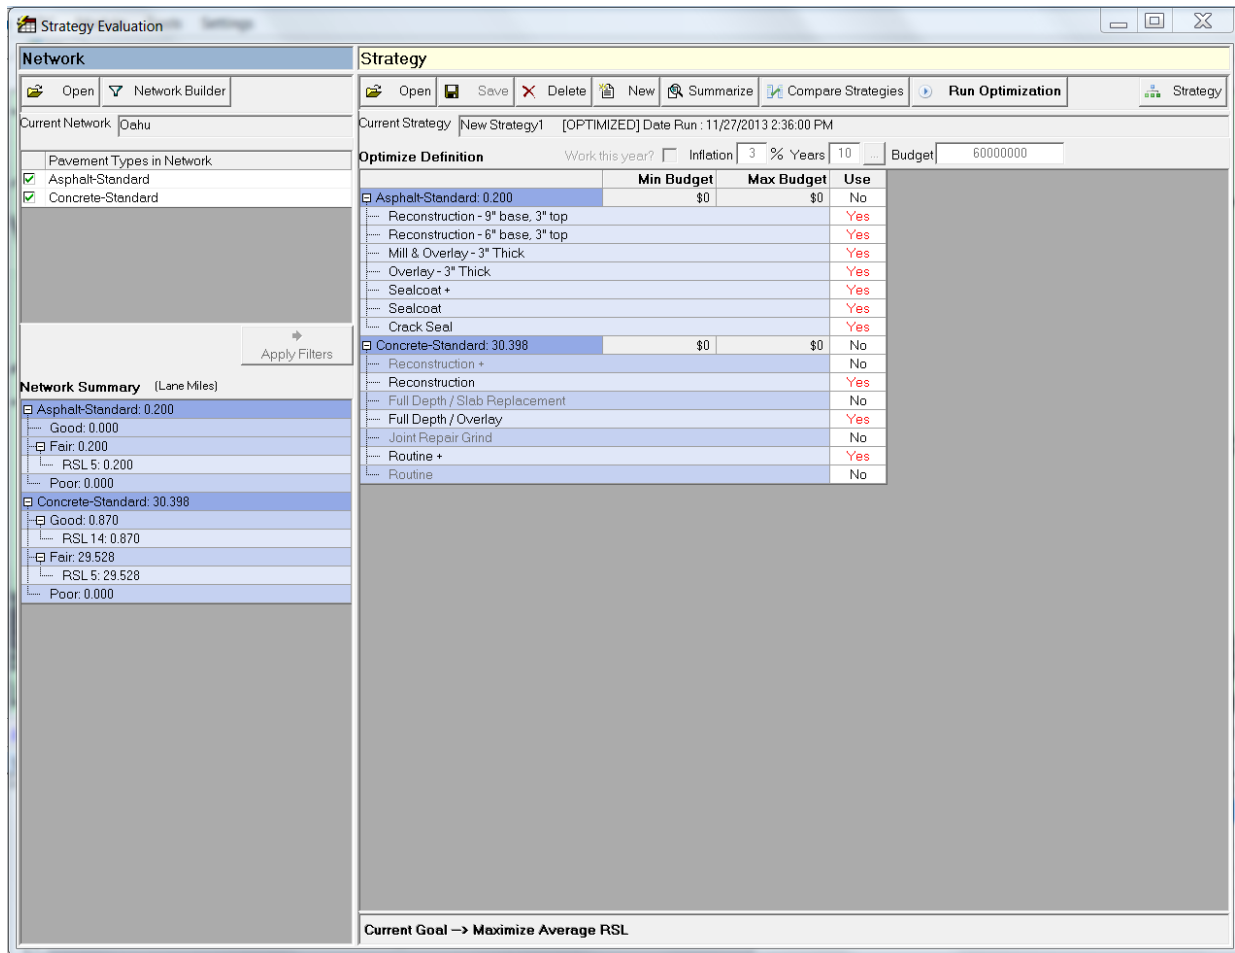 Strategy Evaluation
Settings
Network
Open Network Builder
Current Network Oahu
Pavement Types in Network
Asphalt-Standard
Concrete-Standard
Apply Filters
Network Summary (Lane Miles)
Asphalt-Standard: 0.200
Good: 0.000
Fair: 0.200
RSL 5: 0.200
Poor: 0.000
Concrete-Standard: 30.398
Good: 0.870
RSL 14: 0.870
Fair: 29.528
RSL 5: 29.528
Poor: 0.000
Strategy
Open Save Delete New Summarize Compare Strategies Run Optimization Strategy
Current Strategy New Strategy1 [OPTIMIZED] Date Run : 11/27/2013 2:36:00 PM
Optimize Definition Work this year? Inflation 3 % Years 10 ... Budget 60000000
Min Budget Max Budget Use
Asphalt-Standard: 0.200 $0 $0 No
Reconstruction - 9" base, 3" top Yes
Reconstruction - 6" base, 3" top Yes
Mill & Overlay - 3" Thick Yes
Overlay - 3" Thick Yes
Sealcoat + Yes
Sealcoat Yes
Crack Seal Yes
Concrete-Standard: 30.398 $0 $0 No
Reconstruction + No
Reconstruction Yes
Full Depth / Slab Replacement No
Full Depth / Overlay Yes
Joint Repair Grind No
Routine + Yes
Routine No
Current Goal --> Maximize Average RSL